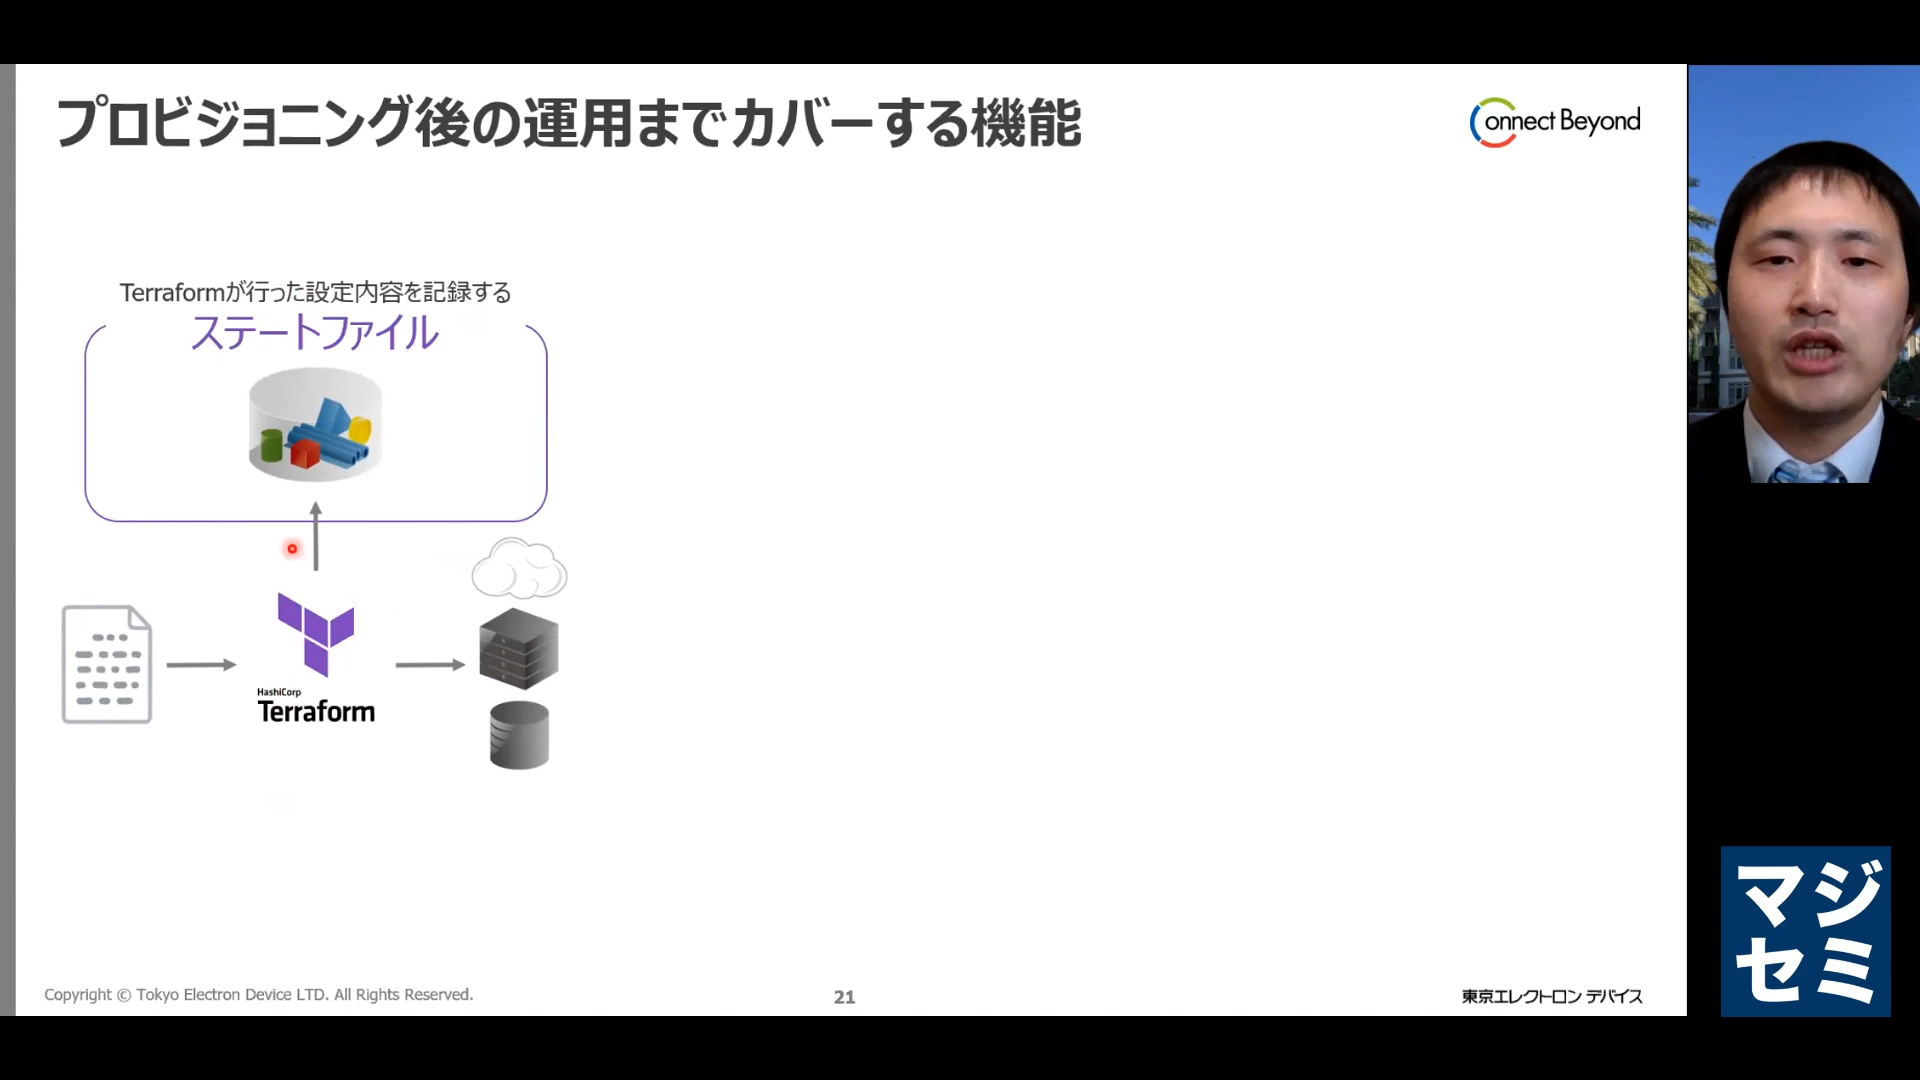 プロビジョニング後の運用までカバーする機能
Connect Beyond
Terraformが行った設定内容を記録する
ステートファイル
HashiCorp
Terraform
Copyright © Tokyo Electron Device LTD. All Rights Reserved.
21
東京エレクトロン デバイス
マジ
セミ